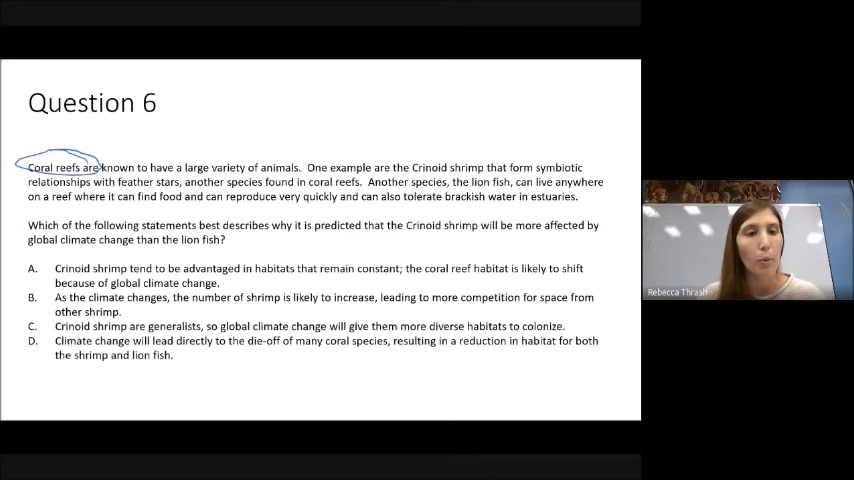 Question 6
Coral reefs are known to have a large variety of animals.  One example are the Crinoid shrimp that form symbiotic
relationships with feather stars, another species found in coral reefs.  Another species, the lion fish, can live anywhere
on a reef where it can find food and can reproduce very quickly and can also tolerate brackish water in estuaries.
Which of the following statements best describes why it is predicted that the Crinoid shrimp will be more affected by
global climate change than the lion fish?
A. Crinoid shrimp tend to be advantaged in habitats that remain constant; the coral reef habitat is likely to shift
because of global climate change.
B. As the climate changes, the number of shrimp is likely to increase, leading to more competition for space from
other shrimp.
C. Crinoid shrimp are generalists, so global climate change will give them more diverse habitats to colonize.
D. Climate change will lead directly to the die-off of many coral species, resulting in a reduction in habitat for both
the shrimp and lion fish.
Rebecca Thrash